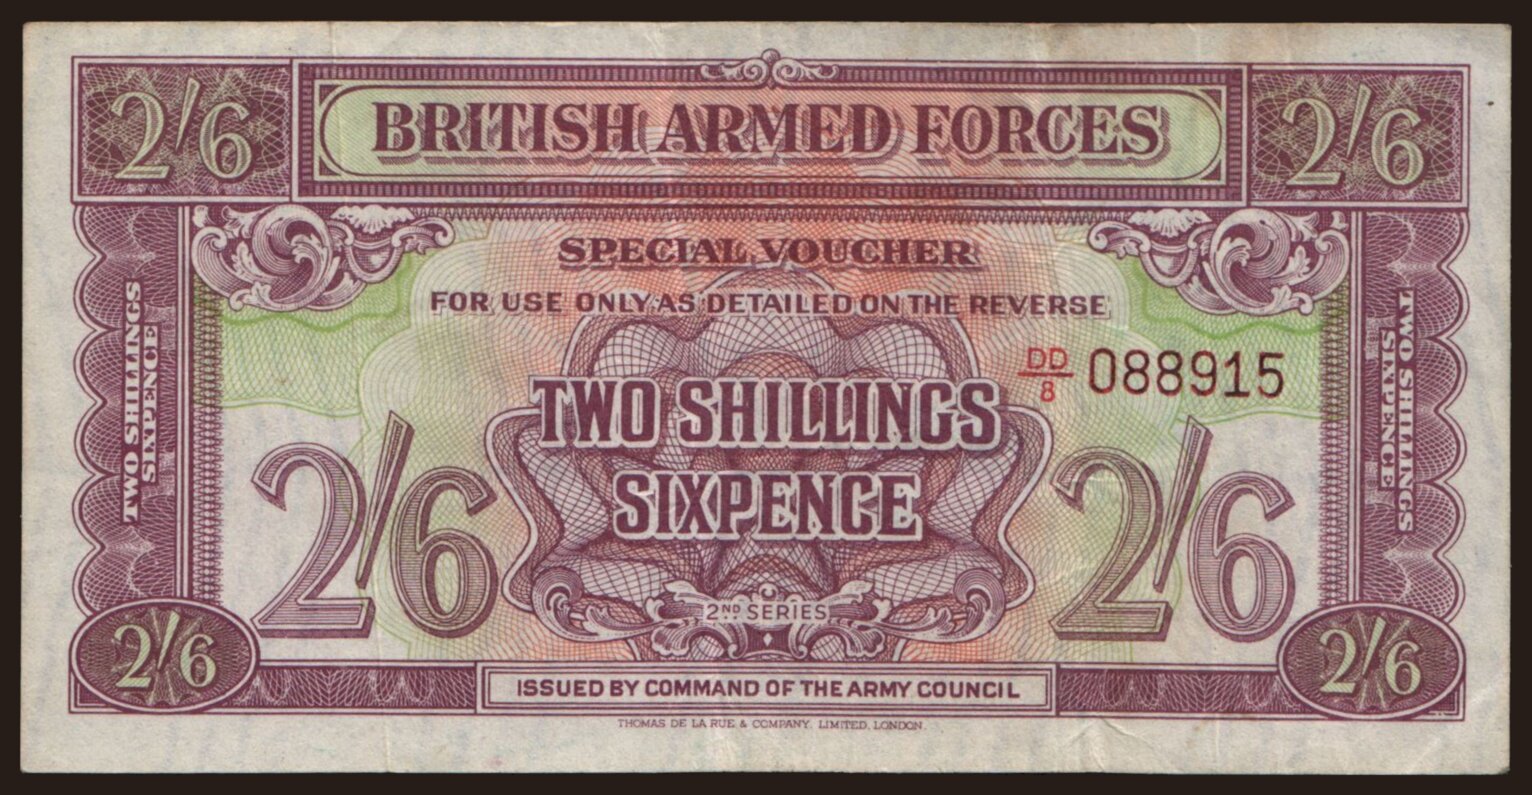 2/6
BRITISH ARMED FORCES
2/6
SPECIAL VOUCHER
FOR USE ONLY AS DETAILED ON THE REVERSE
DD/8 088915
TWO SHILLINGS
SIXPENCE
TWO SHILLINGS
SIXPENCE
TWO SHILLINGS
SIXPENCE
2/6
2/6
2ND SERIES
2/6
ISSUED BY COMMAND OF THE ARMY COUNCIL
2/6
THOMAS DE LA RUE & COMPANY, LIMITED, LONDON.